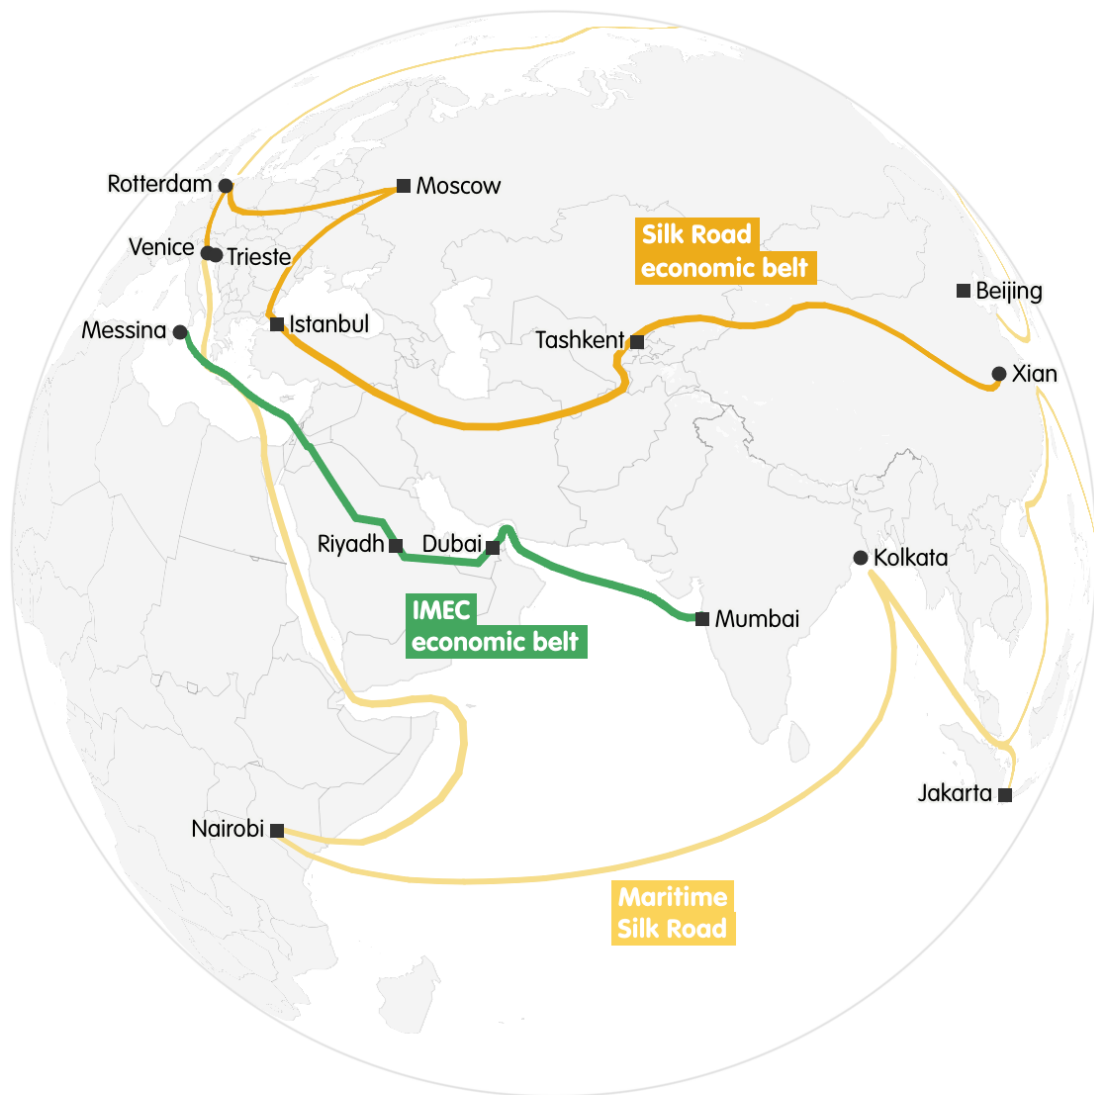 Rotterdam
Moscow
Silk Road
economic belt
Venice
Trieste
Beijing
Messina
Istanbul
Tashkent
Xian
Riyadh
Dubai
Kolkata
IMEC
economic belt
Mumbai
Jakarta
Nairobi
Maritime
Silk Road